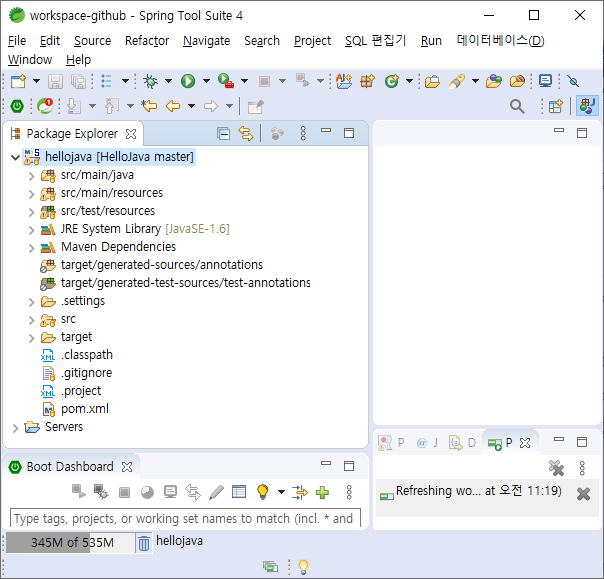 workspace-github - Spring Tool Suite 4
File Edit Source Refactor Navigate Search Project SQL 편집기 Run 데이터베이스(D)
Window Help
Package Explorer
hellojava [HelloJava master]
src/main/java
src/main/resources
src/test/resources
JRE System Library [JavaSE-1.6]
Maven Dependencies
target/generated-sources/annotations
target/generated-test-sources/test-annotations
.settings
src
target
.classpath
.gitignore
.project
pom.xml
Servers
P @ J D P
Refreshing wo... at 오전 11:19)
Boot Dashboard
Type tags, projects, or working set names to match (incl. * and
345M of 535M
hellojava